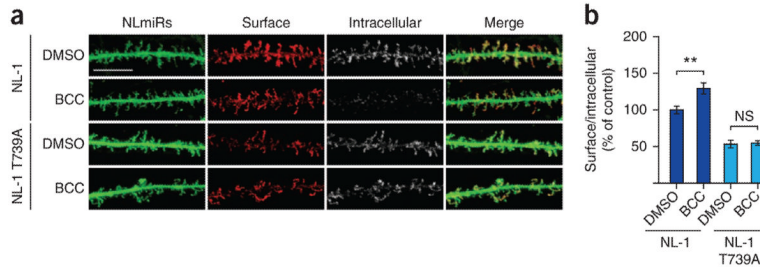 a
NLmiRs Surface Intracellular Merge
NL-1
DMSO
BCC
NL-1 T739A
DMSO
BCC
b
Surface/intracellular
(% of control)
200
150
100
50
**
NS
DMSO BCC DMSO BCC
NL-1 NL-1
T739A